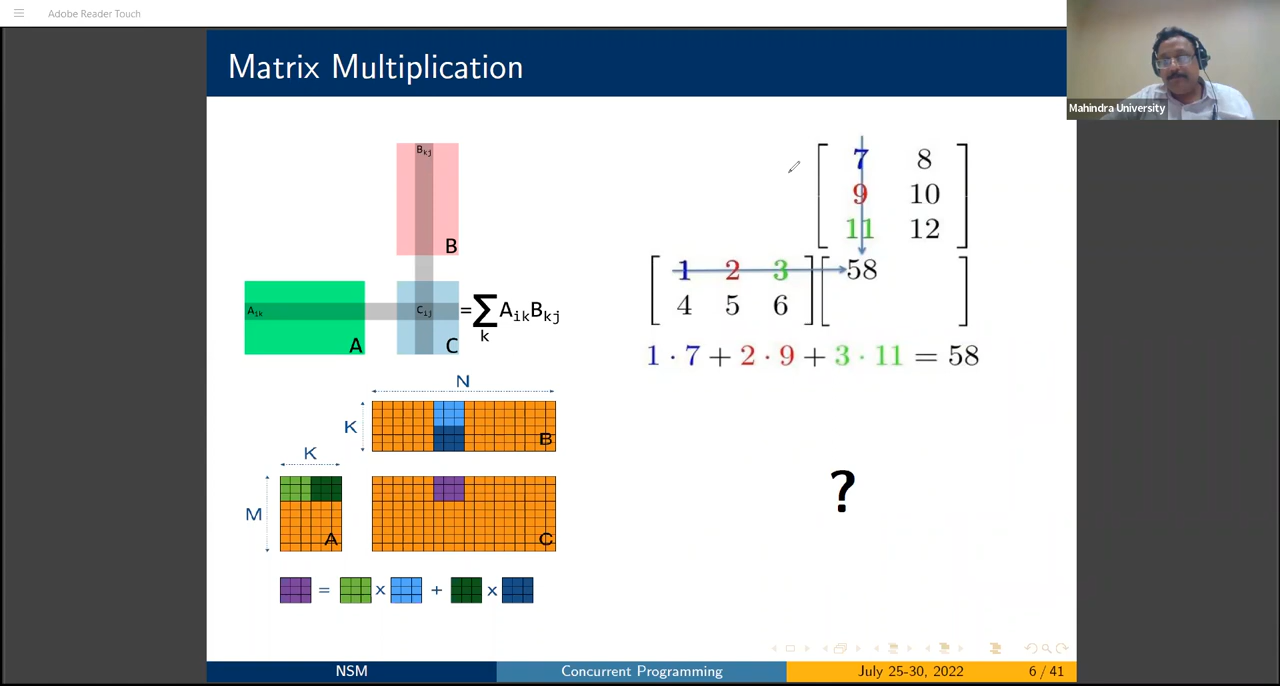 Adobe Reader Touch
Mahindra University
Matrix Multiplication
B_kj
B
A_ik
A
C_ij
C
= ∑_k A_ik B_kj
7 8
9 10
11 12
1 2 3
4 5 6
58
1 · 7 + 2 · 9 + 3 · 11 = 58
N
K
B
K
M
A
C
= x + x
?
NSM
Concurrent Programming
July 25-30, 2022
6 / 41